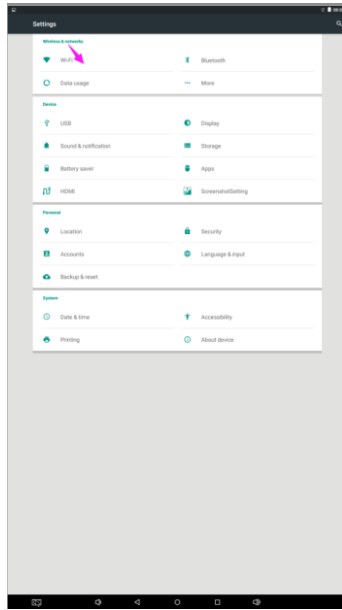 Settings
Wireless & networks
Wi-Fi
Bluetooth
Data usage
More
Device
USB
Display
Sound & notification
Storage
Battery saver
Apps
HDMI
ScreenshotSetting
Personal
Location
Security
Accounts
Language & input
Backup & reset
System
Date & time
Accessibility
Printing
About device